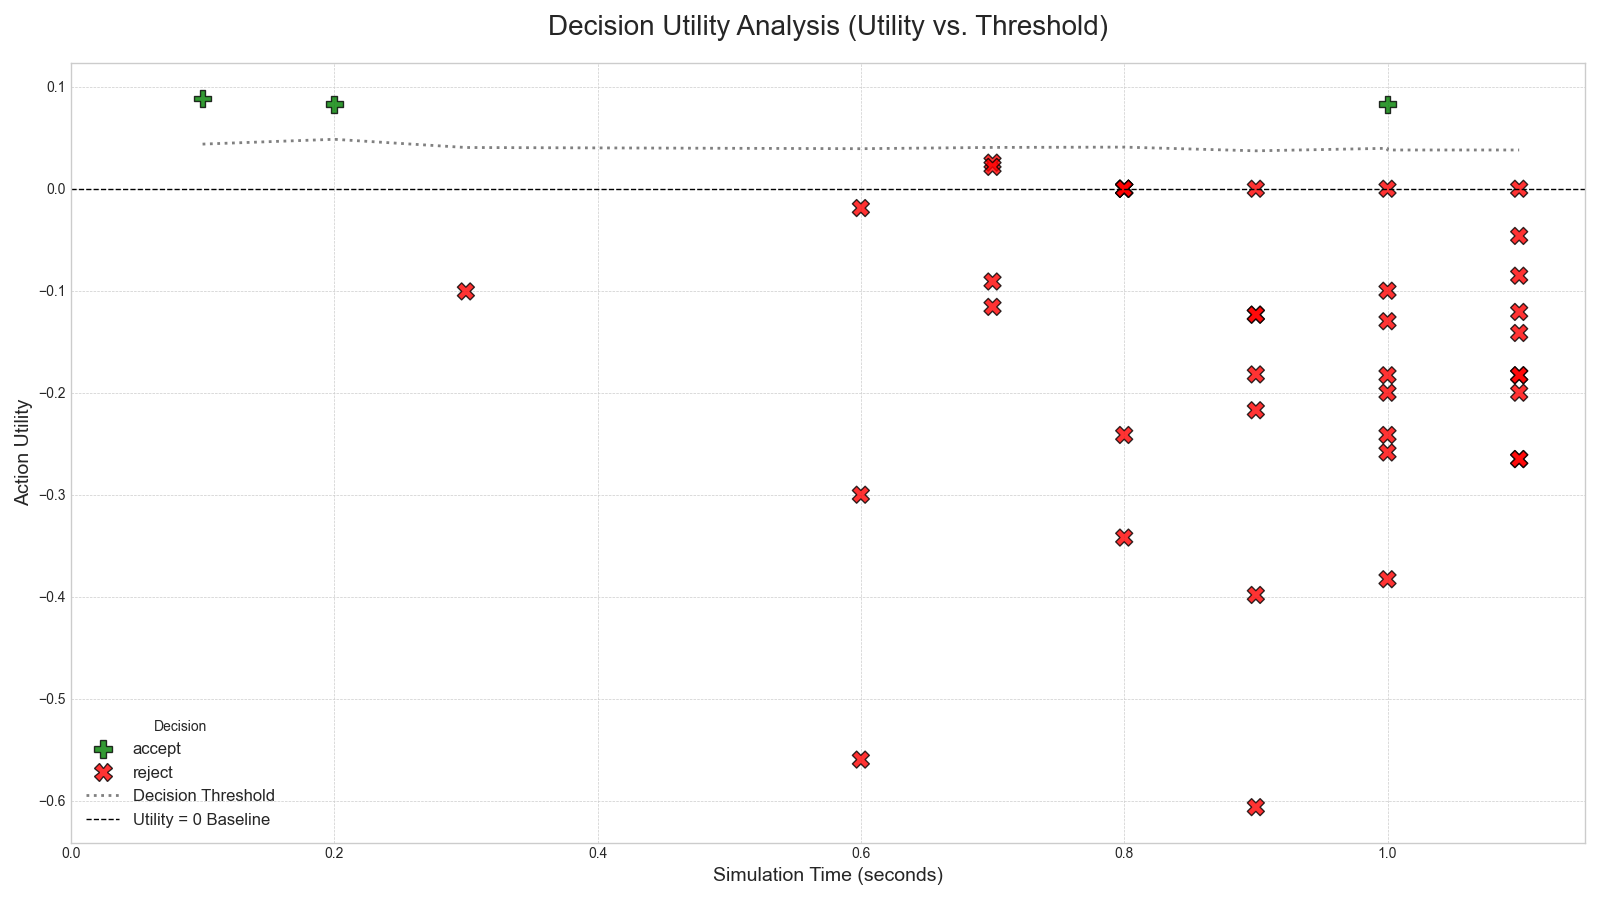 Decision Utility Analysis (Utility vs. Threshold)
Action Utility
0.1
0.0
−0.1
−0.2
−0.3
−0.4
−0.5
−0.6
Decision
accept
reject
Decision Threshold
Utility = 0 Baseline
0.0 0.2 0.4 0.6 0.8 1.0
Simulation Time (seconds)